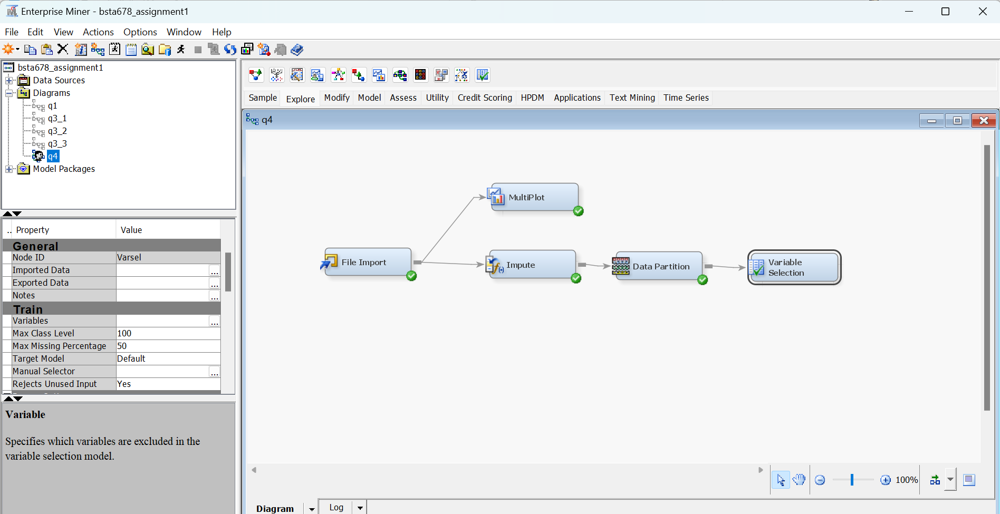 Enterprise Miner - bsta678_assignment1
File Edit View Actions Options Window Help
bsta678_assignment1
Data Sources
Diagrams
q1
q3_1
q3_2
q3_3
q4
Model Packages
.. Property Value
General
Node ID Varsel
Imported Data ...
Exported Data ...
Notes ...
Train
Variables ...
Max Class Level 100
Max Missing Percentage 50
Target Model Default
Manual Selector ...
Rejects Unused Input Yes
Variable
Specifies which variables are excluded in the
variable selection model.
Sample Explore Modify Model Assess Utility Credit Scoring HPDM Applications Text Mining Time Series
q4
MultiPlot
File Import
Impute
Data Partition
Variable
Selection
100%
Diagram Log